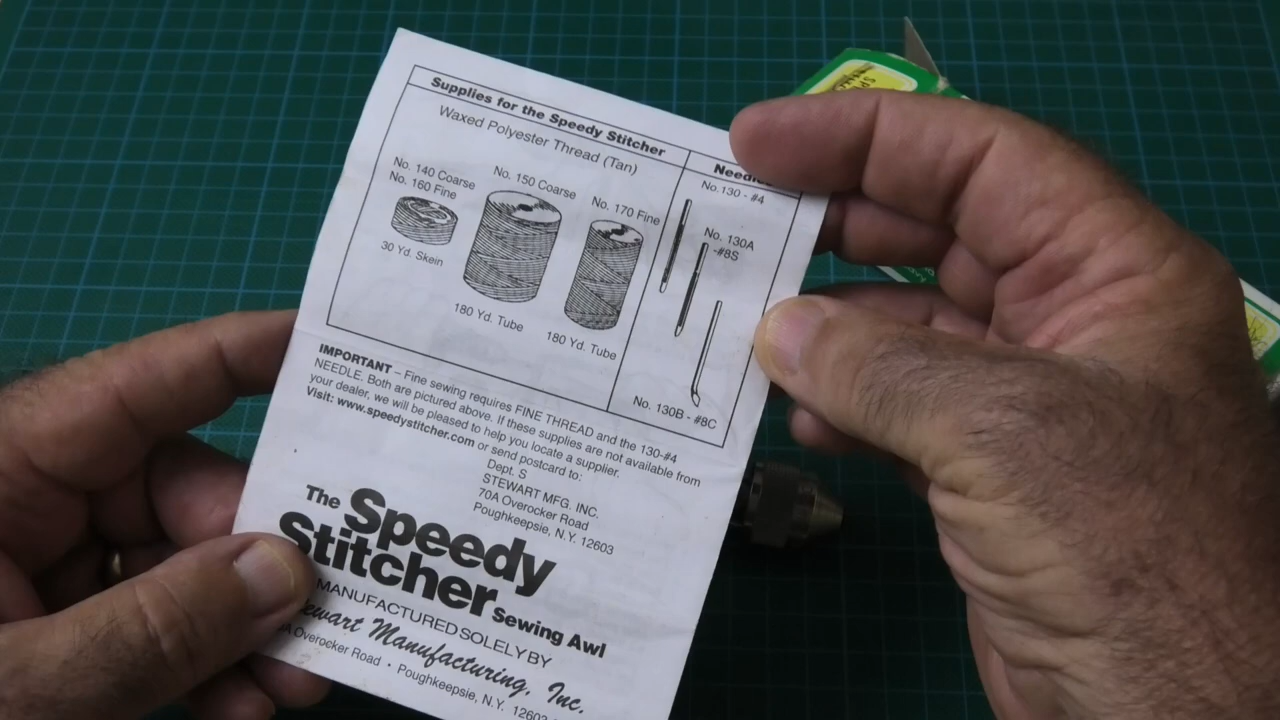 Supplies for the Speedy Stitcher
Waxed Polyester Thread (Tan)
No. 140 Coarse
No. 160 Fine
30 Yd. Skein
No. 150 Coarse
180 Yd. Tube
No. 170 Fine
180 Yd. Tube
No. 130 - #4
No. 130A
-#8S
No. 130B - #8C
IMPORTANT – Fine sewing requires FINE THREAD and the 130-#4
NEEDLE. Both are pictured above. If these supplies are not available from
your dealer, we will be pleased to help you locate a supplier.
Visit: www.speedystitcher.com or send postcard to:
Dept. S
STEWART MFG. INC.
70A Overocker Road
Poughkeepsie, N.Y. 12603
The Speedy
Stitcher Sewing Awl
MANUFACTURED SOLELY BY
Manufacturing, Inc.
Overocker Road • Poughkeepsie, N.Y. 12603